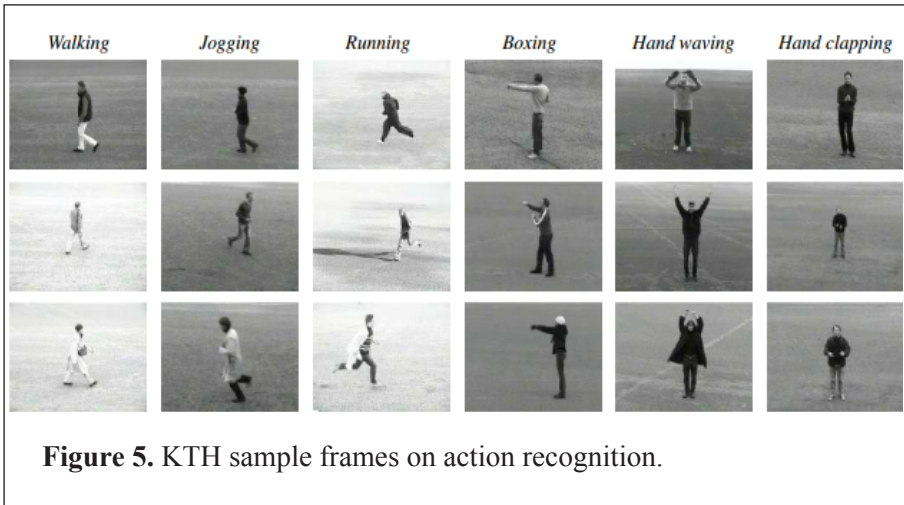 Walking Jogging Running Boxing Hand waving Hand clapping
Figure 5. KTH sample frames on action recognition.